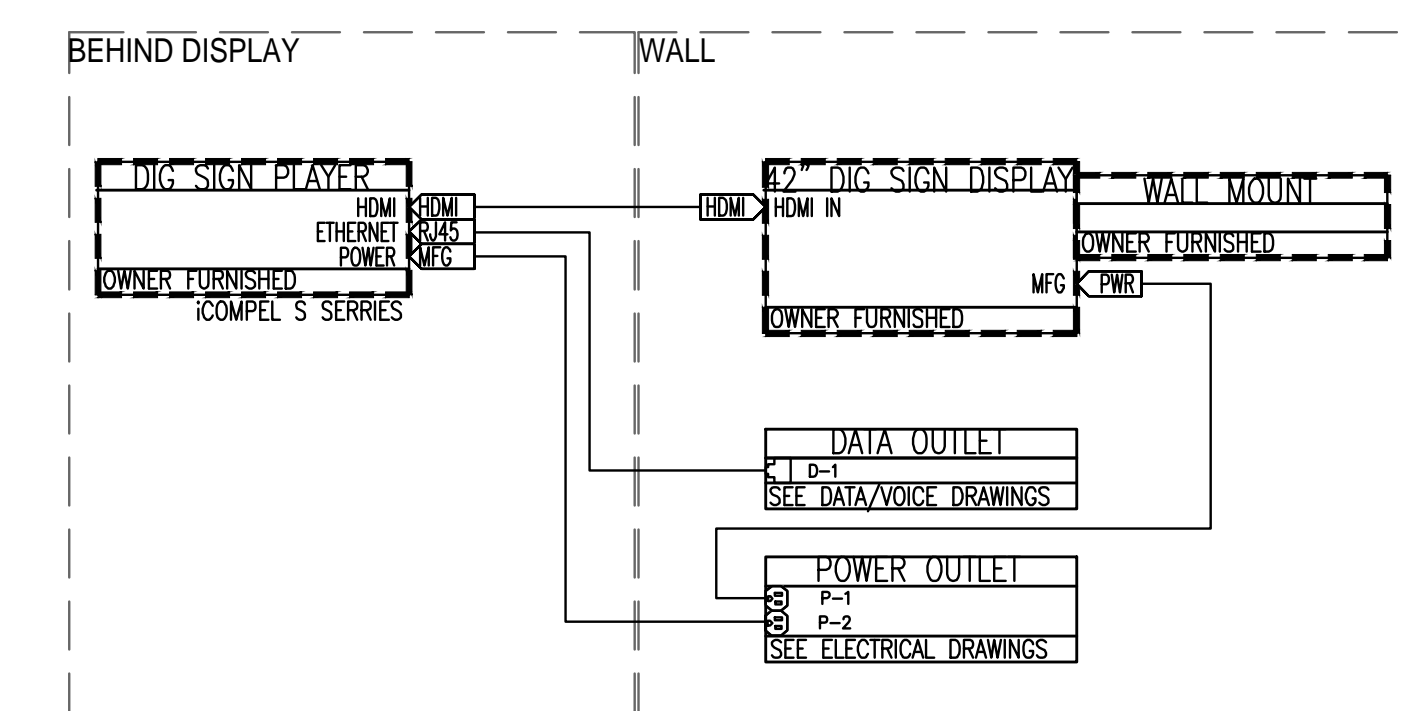 BEHIND DISPLAY
WALL
DIG SIGN PLAYER
HDMI HDMI
ETHERNET RJ45
POWER MFG
OWNER FURNISHED
iCOMPEL S SERRIES
42" DIG SIGN DISPLAY
HDMI HDMI IN
MFG PWR
OWNER FURNISHED
WALL MOUNT
OWNER FURNISHED
DATA OUTLET
D-1
SEE DATA/VOICE DRAWINGS
POWER OUTLET
P-1
P-2
SEE ELECTRICAL DRAWINGS